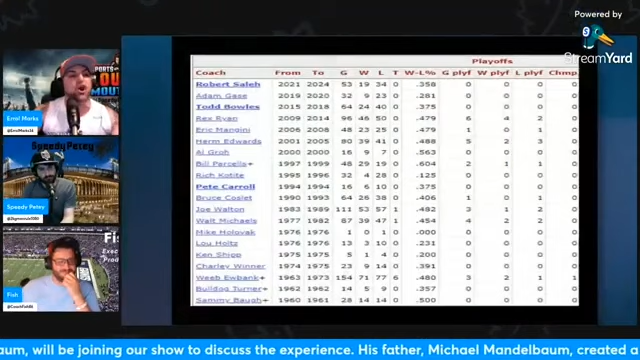 Powered by
StreamYard
Playoffs
Coach From To G W L T W-L% G plyf W plyf L plyf Chmp
Robert Saleh 2021 2024 53 19 34 0 .358 0 0 0
Adam Gase 2019 2020 32 9 23 0 .281 0 0 0
Todd Bowles 2015 2018 64 24 40 0 .375 0 0 0
Rex Ryan 2009 2014 96 46 50 0 .479 6 4 2 0
Eric Mangini 2006 2008 48 23 25 0 .479 1 0 1 0
Herm Edwards 2001 2005 80 39 41 0 .488 5 2 3 0
Al Groh 2000 2000 16 9 7 0 .563 0 0 0
Bill Parcells+ 1997 1999 48 29 19 0 .604 2 1 1 0
Rich Kotite 1995 1996 32 4 28 0 .125 0 0 0
Pete Carroll 1994 1994 16 6 10 0 .375 0 0 0
Bruce Coslet 1990 1993 64 26 38 0 .406 1 0 1 0
Joe Walton 1983 1989 111 53 57 1 .482 3 1 2 0
Walt Michaels 1977 1982 87 39 47 1 .454 4 2 2 0
Mike Holovak 1976 1976 1 0 1 0 .000 0 0 0
Lou Holtz 1976 1976 13 3 10 0 .231 0 0 0
Ken Shipp 1975 1975 5 1 4 0 .200 0 0 0
Charley Winner 1974 1975 23 9 14 0 .391 0 0 0
Weeb Ewbank+ 1963 1973 154 71 77 6 .480 3 2 1 1
Bulldog Turner+ 1962 1962 14 5 9 0 .357 0 0 0
Sammy Baugh+ 1960 1961 28 14 14 0 .500 0 0 0
Errol Marks
@ErrolMarks34
Speedy Petey
Speedy Petey
Fish
aum, will be joining our show to discuss the experience. His father, Michael Mandelbaum, created a